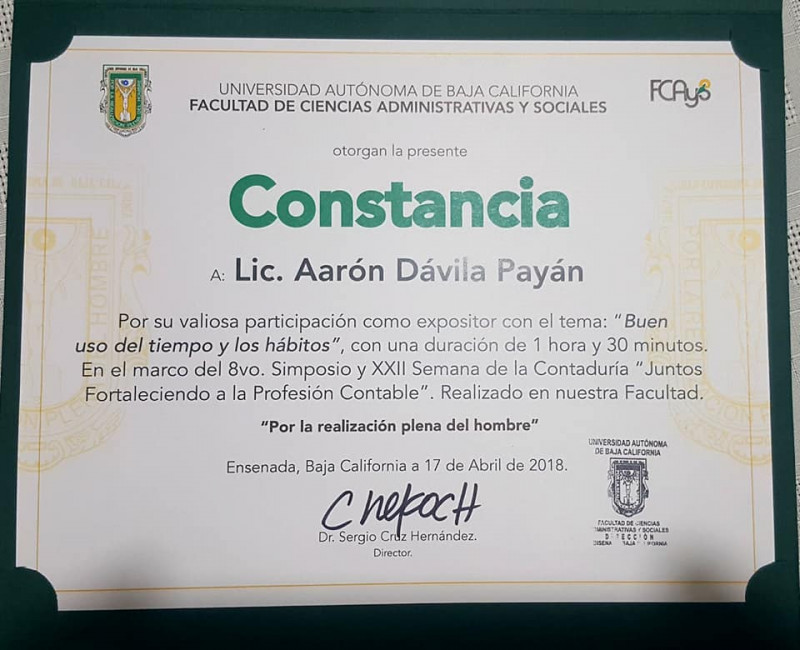 UNIVERSIDAD AUTÓNOMA DE BAJA CALIFORNIA
FACULTAD DE CIENCIAS ADMINISTRATIVAS Y SOCIALES
FCAyS
otorgan la presente
Constancia
A: Lic. Aarón Dávila Payán
Por su valiosa participación como expositor con el tema: "Buen
uso del tiempo y los hábitos", con una duración de 1 hora y 30 minutos.
En el marco del 8vo. Simposio y XXII Semana de la Contaduría "Juntos
Fortaleciendo a la Profesión Contable". Realizado en nuestra Facultad.
"Por la realización plena del hombre"
Ensenada, Baja California a 17 de Abril de 2018.
Dr. Sergio Cruz Hernández.
Director.
UNIVERSIDAD AUTÓNOMA
DE BAJA CALIFORNIA
FACULTAD DE CIENCIAS
ADMINISTRATIVAS Y SOCIALES